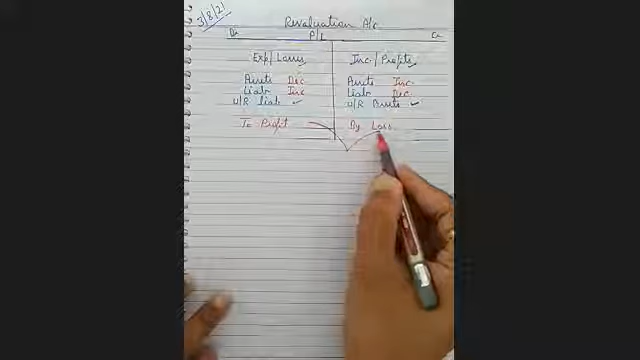 3/8/21
Revaluation A/c
Dr P/L Cr
Exp/Losses Inc./Profits
Assets Dec. Assets Inc.
Liab Inc Liab Dec.
U/R Liab U/R Assets
To Profit By Loss